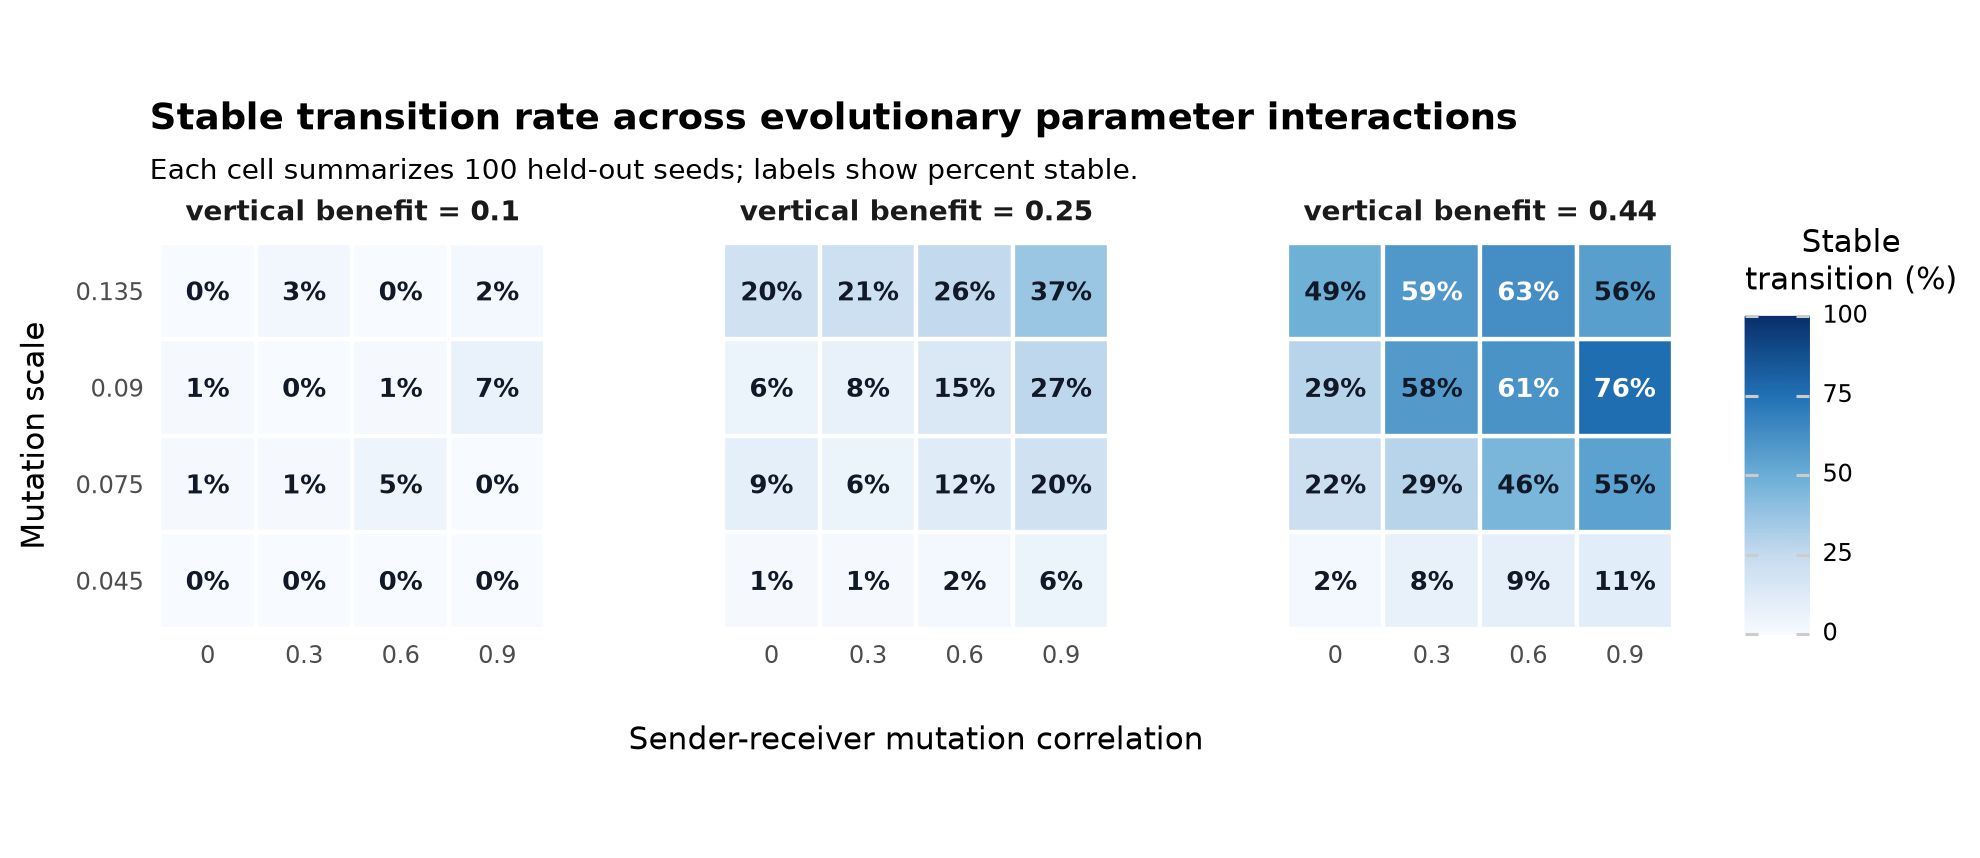 Stable transition rate across evolutionary parameter interactions
Each cell summarizes 100 held-out seeds; labels show percent stable.
vertical benefit = 0.1 vertical benefit = 0.25 vertical benefit = 0.44
Stable
transition (%)
100
75
50
25
0
Mutation scale
0.135 0% 3% 0% 2% 20% 21% 26% 37% 49% 59% 63% 56%
0.09 1% 0% 1% 7% 6% 8% 15% 27% 29% 58% 61% 76%
0.075 1% 1% 5% 0% 9% 6% 12% 20% 22% 29% 46% 55%
0.045 0% 0% 0% 0% 1% 1% 2% 6% 2% 8% 9% 11%
0 0.3 0.6 0.9 0 0.3 0.6 0.9 0 0.3 0.6 0.9
Sender-receiver mutation correlation